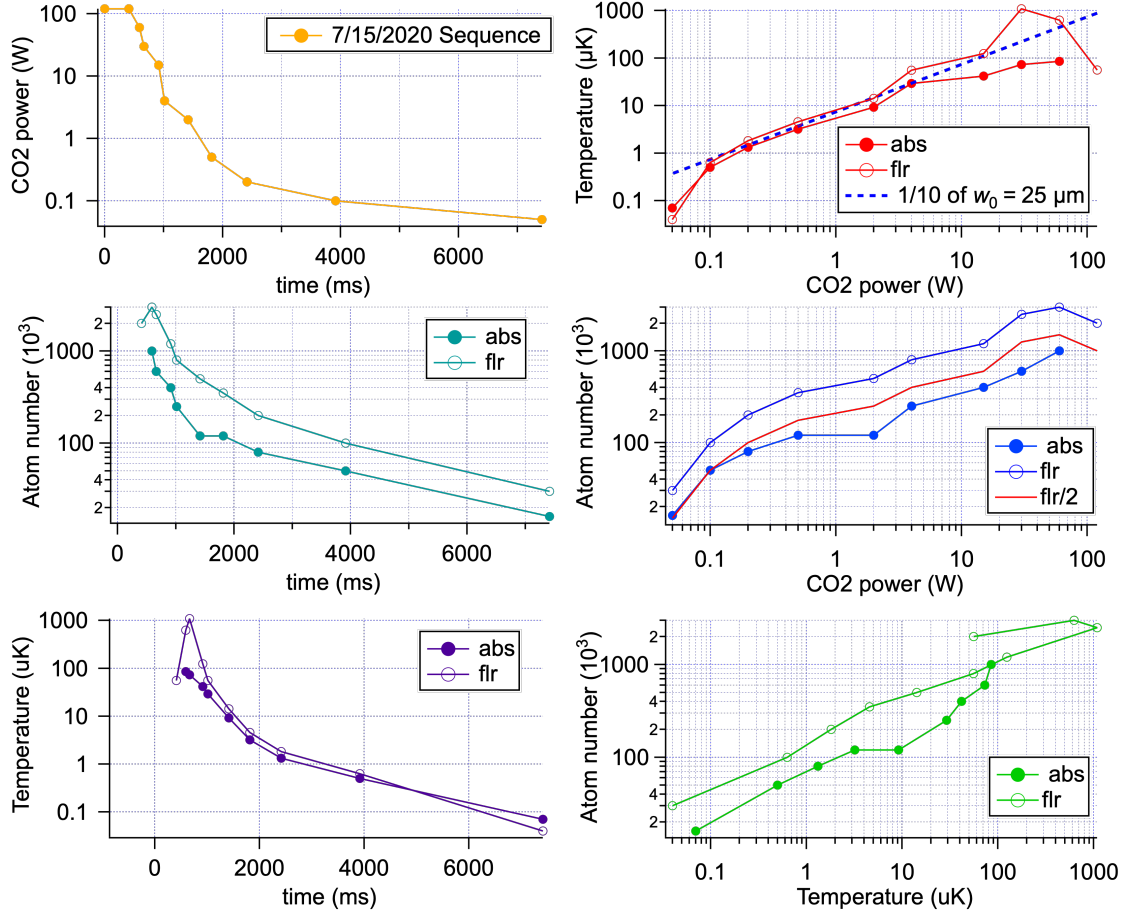 CO2 power (W)
100
10
1
0.1
7/15/2020 Sequence
0
2000
4000
6000
time (ms)
Temperature (µK)
1000
100
10
1
0.1
abs
flr
1/10 of w0 = 25 µm
0.1
1
10
100
CO2 power (W)
Atom number (10³)
2
1000
6
4
2
100
6
4
2
abs
flr
0
2000
4000
6000
time (ms)
Atom number (10³)
2
1000
6
4
2
100
6
4
2
abs
flr
flr/2
0.1
1
10
100
CO2 power (W)
Temperature (uK)
1000
100
10
1
0.1
abs
flr
0
2000
4000
6000
time (ms)
Atom number (10³)
2
1000
6
4
2
100
6
4
2
abs
flr
0.1
1
10
100
1000
Temperature (uK)